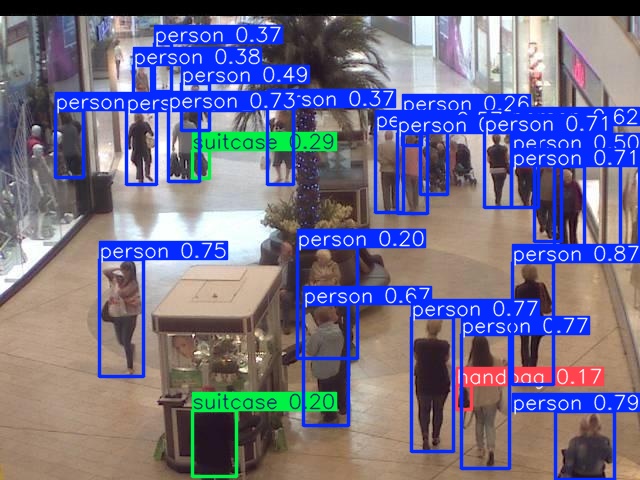 person 0.37
person 0.38
person 0.49
person
pers
person 0.73
son 0.37
person 0.26
pe
person 0.71
62
suitcase 0.29
0.50
person 0.71
person 0.75
person 0.20
person 0.87
person 0.67
person 0.77
person 0.77
handbag 0.17
suitcase 0.20
person 0.79